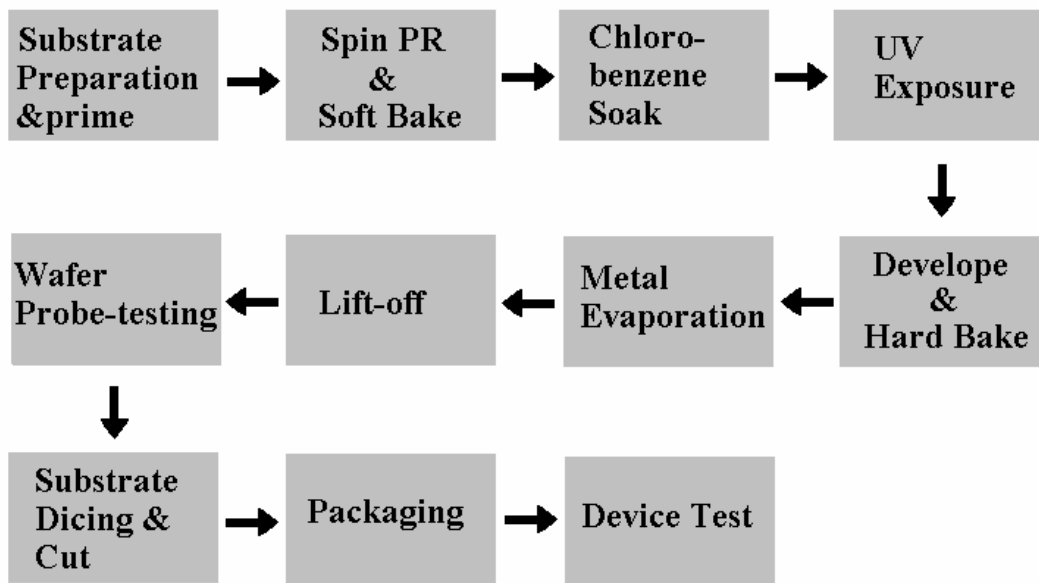 Substrate
Preparation
&prime
Spin PR
&
Soft Bake
Chloro-
benzene
Soak
UV
Exposure
Develope
&
Hard Bake
Metal
Evaporation
Lift-off
Wafer
Probe-testing
Substrate
Dicing &
Cut
Packaging
Device Test